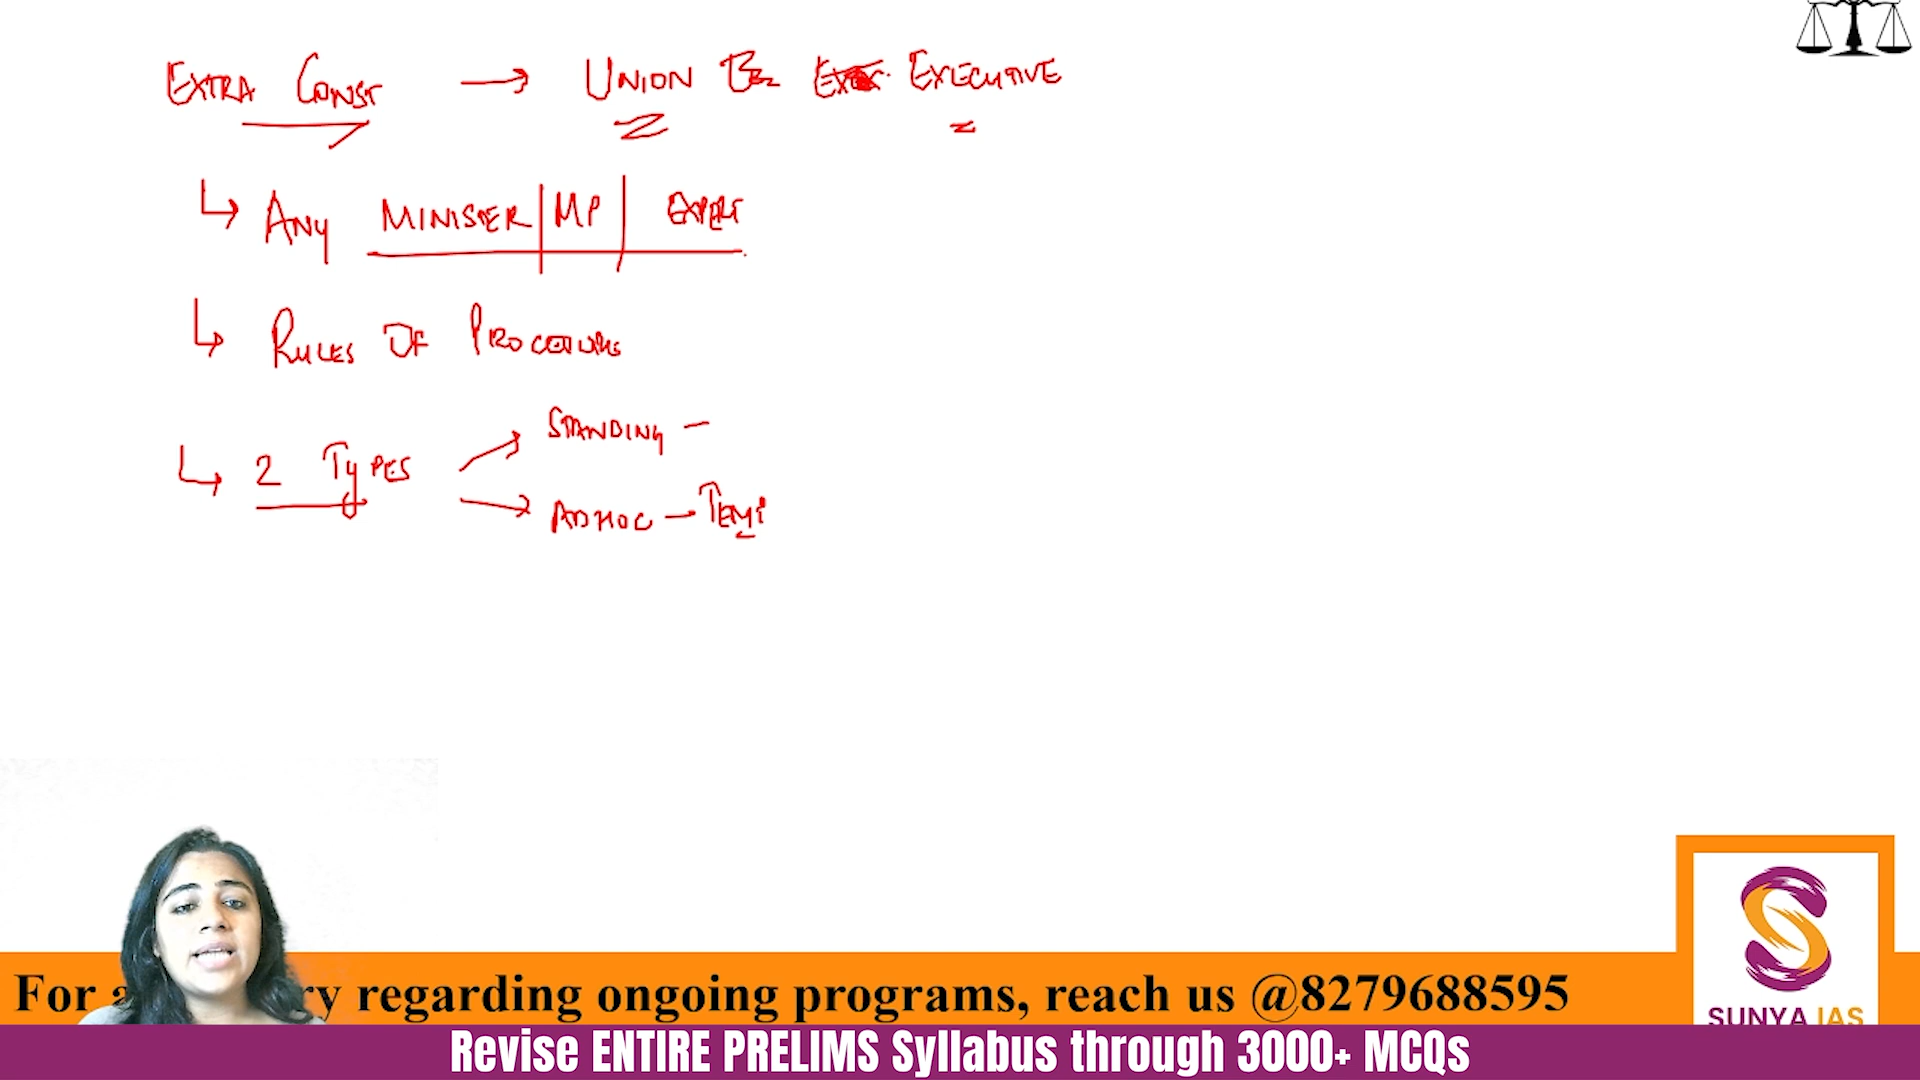 EXTRA CONST → UNION EXECUTIVE
↳ ANY MINISTER | MP | EXPERT
↳ RULES OF PROCEDURE
↳ 2 TYPES
→ STANDING -
→ ADHOC - TEMP
For a ry regarding ongoing programs, reach us @8279688595
SUNYA IAS
Revise ENTIRE PRELIMS Syllabus through 3000+ MCQs